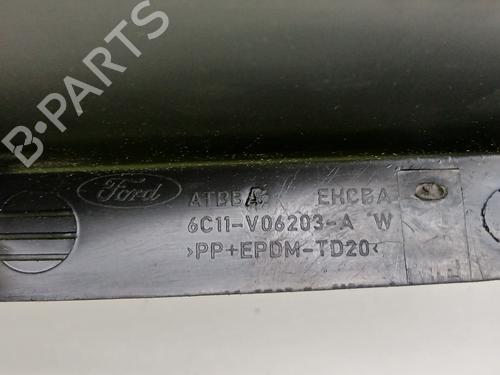 B-PARTS
Ford
ATBBA EHCBA
6C11-V06203-A W
>PP+EPDM-TD20<